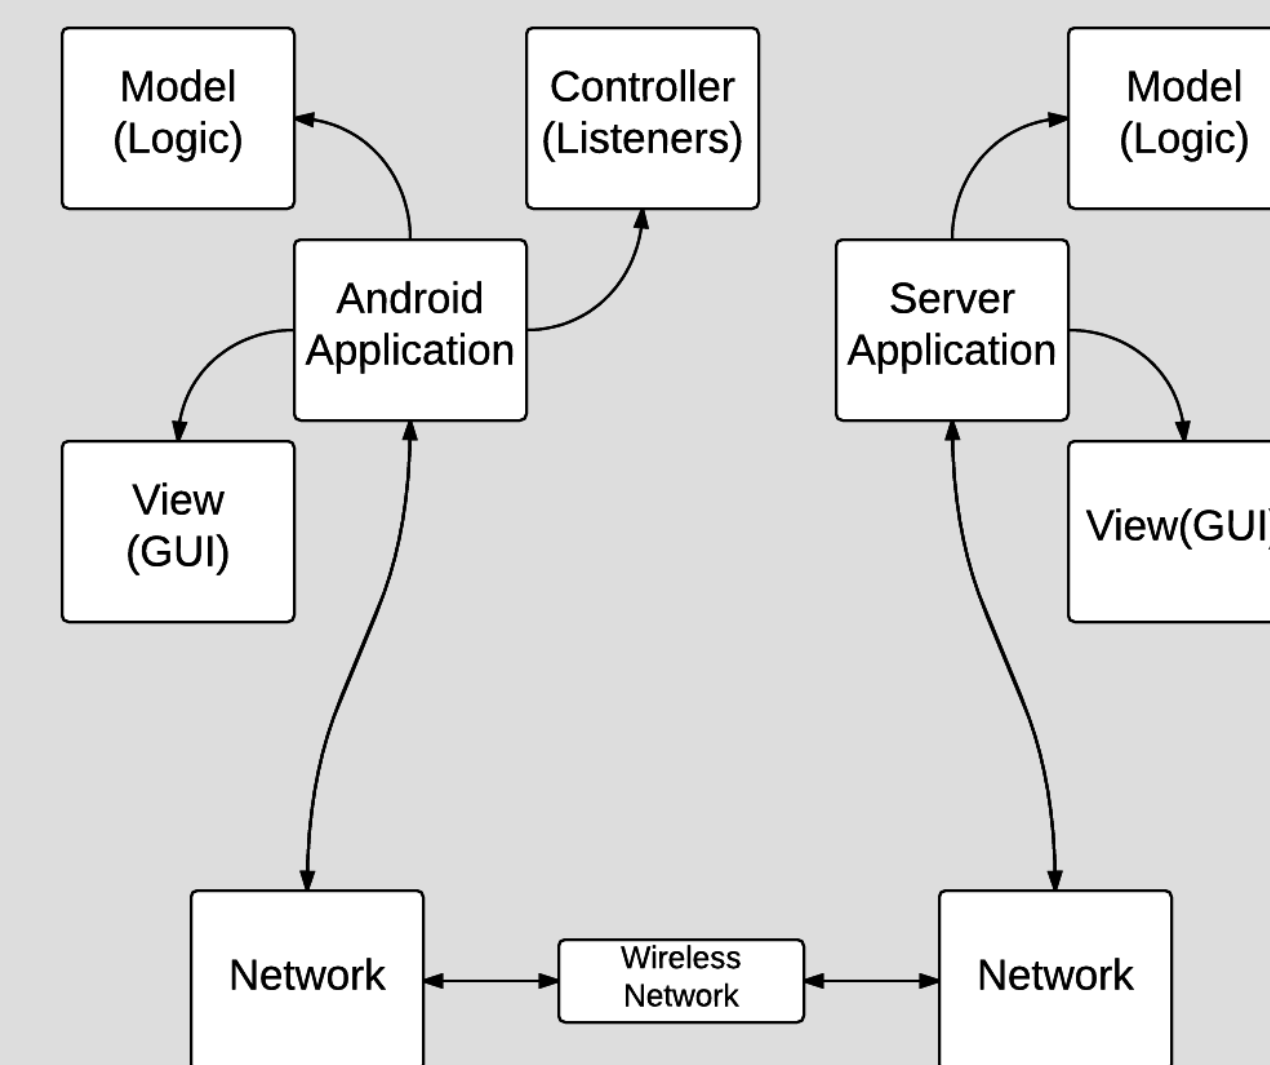 Model
(Logic)
Controller
(Listeners)
Model
(Logic)
Android
Application
Server
Application
View
(GUI)
View(GUI)
Network
Wireless
Network
Network